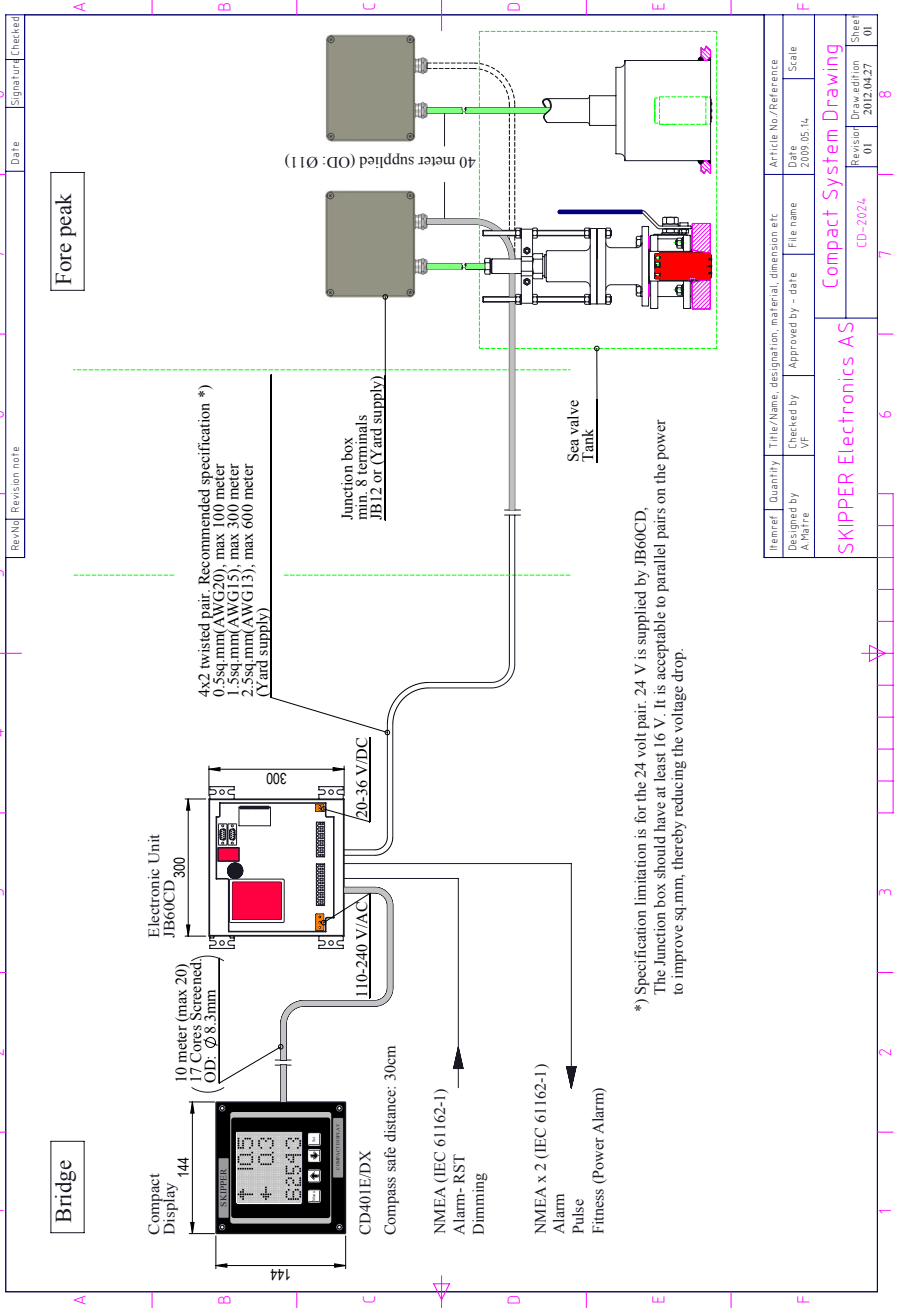 RevNo
Revision note
Date
Signature
Checked
Bridge
Fore peak
Compact
Display
144
144
SKIPPER
10.5
0.3
62543
COMPACT DISPLAY
CD401E/DX
Compass safe distance: 30cm
10 meter (max 20)
17 Cores Screened.
OD: Ø 8.3mm
Electronic Unit
JB60CD
300
300
110-240 V/AC
20-36 V/DC
NMEA (IEC 61162-1)
Alarm- RST
Dimming
NMEA x 2 (IEC 61162-1)
Alarm
Pulse
Fitness (Power Alarm)
4x2 twisted pair. Recommended specification *)
0.5sq.mm(AWG20), max 100 meter
1.5sq.mm(AWG15), max 300 meter
2.5sq.mm(AWG13), max 600 meter
(Yard supply)
Junction box
min. 8 terminals
JB12 or (Yard supply)
40 meter supplied (OD: Ø11)
Sea valve
Tank
*) Specification limitation is for the 24 volt pair. 24 V is supplied by JB60CD,
The Junction box should have at least 16 V. It is acceptable to parallel pairs on the power
to improve sq.mm, thereby reducing the voltage drop.
Itemref
Quantity
Title/Name, designation, material, dimension etc
Article No./Reference
Designed by
A.Matre
Checked by
VF
Approved by - date
File name
Date
2009.05.14
Scale
SKIPPER Electronics AS
Compact System Drawing
CD-2024
Revision
01
Draw.edition
2012.04.27
Sheet
01
A
B
C
D
E
F
A
B
C
D
E
F
1
2
3
6
7
8